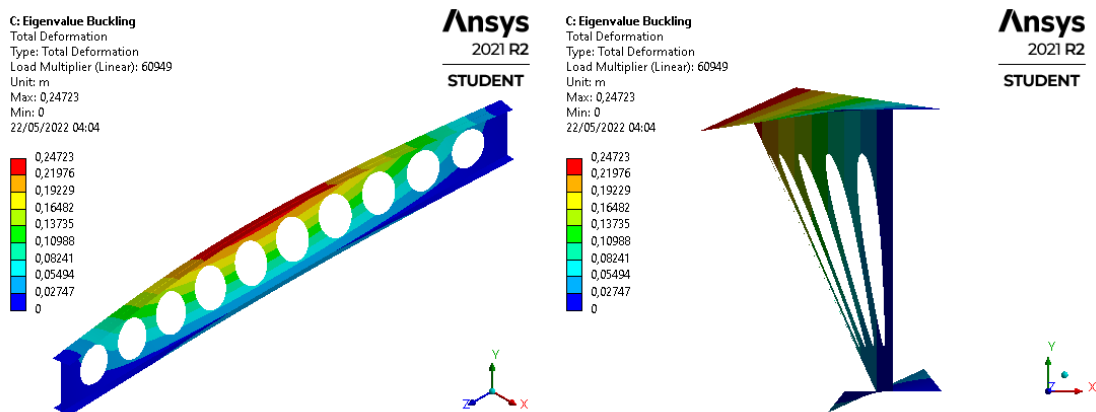 C: Eigenvalue Buckling
Total Deformation
Type: Total Deformation
Load Multiplier (Linear): 60949
Unit: m
Max: 0,24723
Min: 0
22/05/2022 04:04
Ansys
2021 R2
STUDENT
0,24723
0,21976
0,19229
0,16482
0,13735
0,10988
0,08241
0,05494
0,02747
0
Y
Z
X
C: Eigenvalue Buckling
Total Deformation
Type: Total Deformation
Load Multiplier (Linear): 60949
Unit: m
Max: 0,24723
Min: 0
22/05/2022 04:04
Ansys
2021 R2
STUDENT
0,24723
0,21976
0,19229
0,16482
0,13735
0,10988
0,08241
0,05494
0,02747
0
Y
Z
X